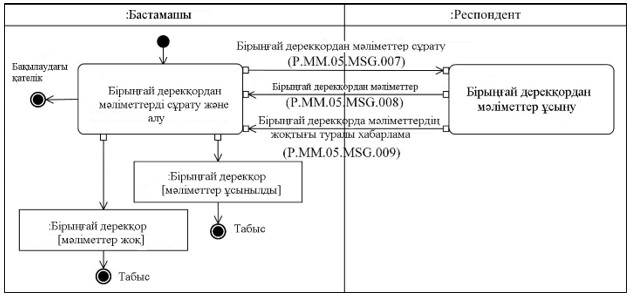 :Бастамашы
:Респондент
Бірыңғай дерекқордан мәліметтер сұрату
(P.MM.05.MSG.007)
Бақылаудағы
қателік
Бірыңғай дерекқордан
мәліметтерді сұрату және
алу
Бірыңғай дерекқордан мәліметтер
(P.MM.05.MSG.008)
Бірыңғай дерекқорда мәліметтердің
жоқтығы туралы хабарлама
(P.MM.05.MSG.009)
Бірыңғай дерекқордан
мәліметтер ұсыну
:Бірыңғай дерекқор
[мәліметтер ұсынылды]
:Бірыңғай дерекқор
[мәліметтер жоқ]
Табыс
Табыс